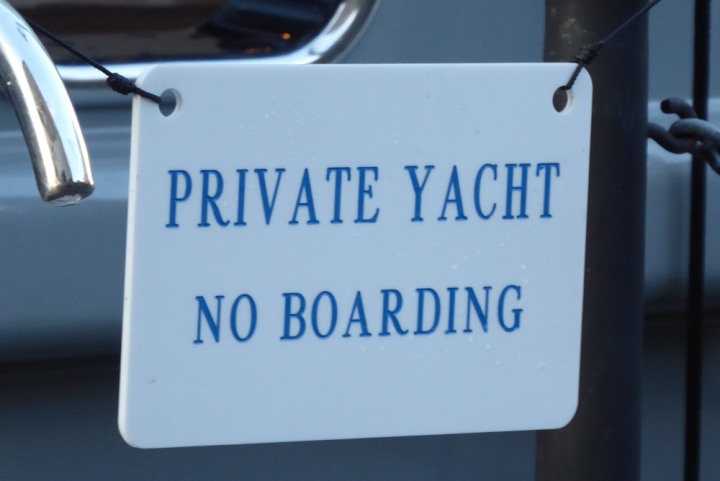 PRIVATE YACHT
NO BOARDING